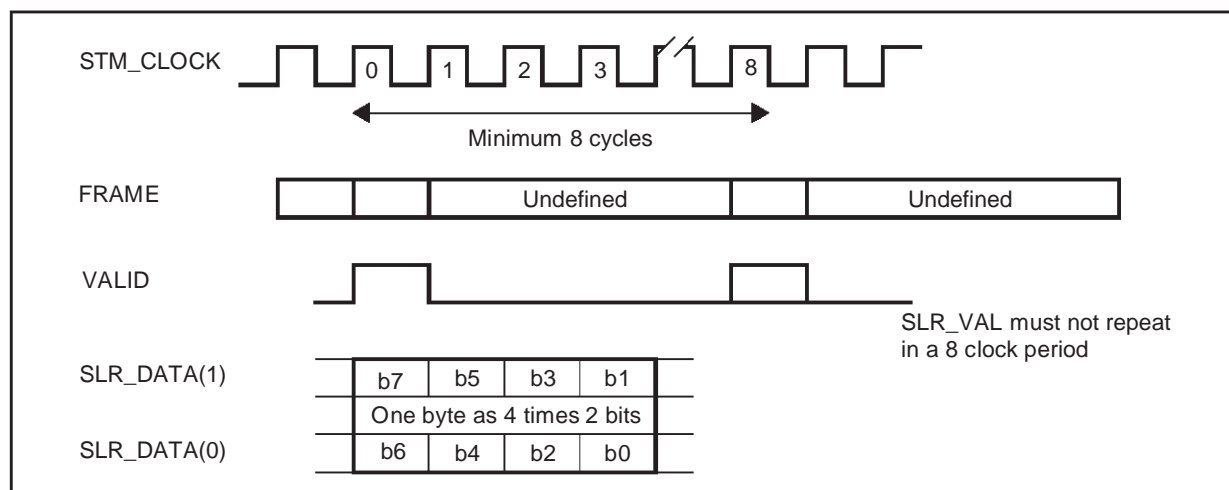 STM_CLOCK
0 1 2 3 8
Minimum 8 cycles
FRAME
Undefined Undefined
VALID
SLR_VAL must not repeat
in a 8 clock period
SLR_DATA(1)
b7 b5 b3 b1
One byte as 4 times 2 bits
SLR_DATA(0)
b6 b4 b2 b0